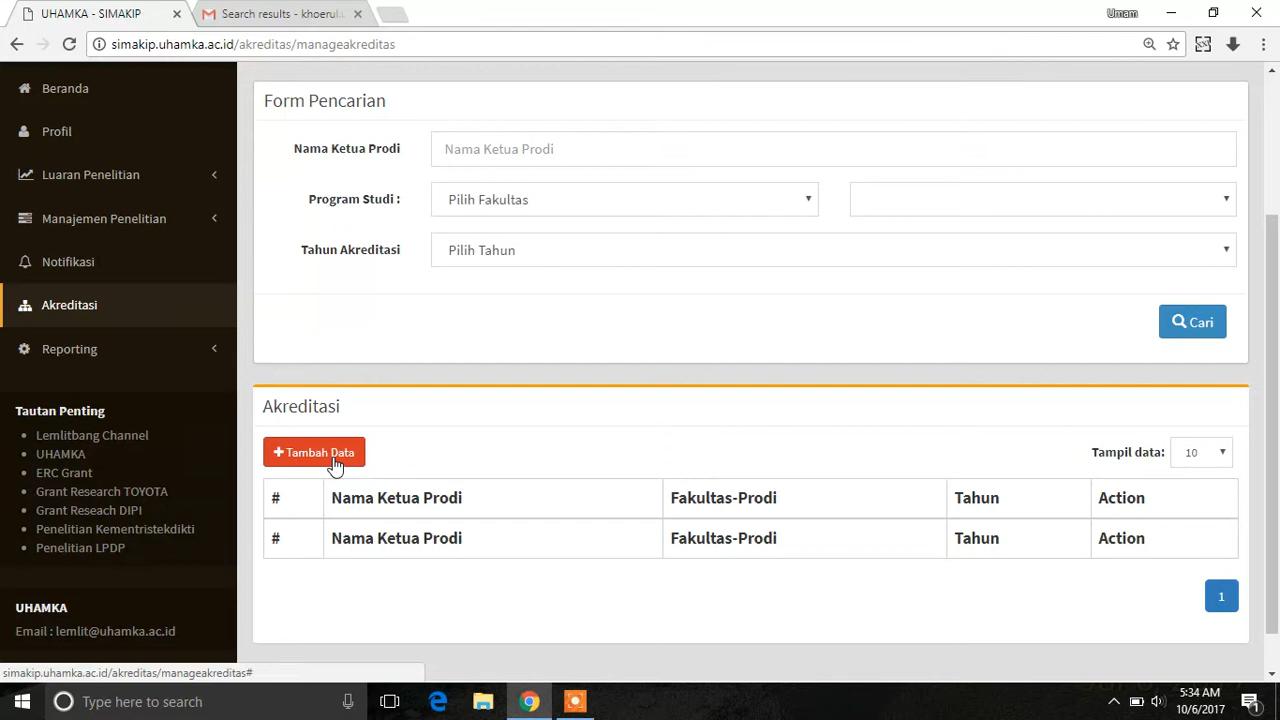 UHAMKA - SIMAKIP
Search results - khoerul.u
Umam
simakip.uhamka.ac.id/akreditas/manageakreditas
Beranda
Profil
Luaran Penelitian
Manajemen Penelitian
Notifikasi
Akreditasi
Reporting
Tautan Penting
Lemlitbang Channel
UHAMKA
ERC Grant
Grant Research TOYOTA
Grant Reseach DIPI
Penelitian Kementristekdikti
Penelitian LPDP
UHAMKA
Email : lemlit@uhamka.ac.id
Form Pencarian
Nama Ketua Prodi Nama Ketua Prodi
Program Studi : Pilih Fakultas
Tahun Akreditasi Pilih Tahun
Cari
Akreditasi
+ Tambah Data Tampil data: 10
# Nama Ketua Prodi Fakultas-Prodi Tahun Action
# Nama Ketua Prodi Fakultas-Prodi Tahun Action
1
simakip.uhamka.ac.id/akreditas/manageakreditas#
Type here to search
5:34 AM
10/6/2017
1